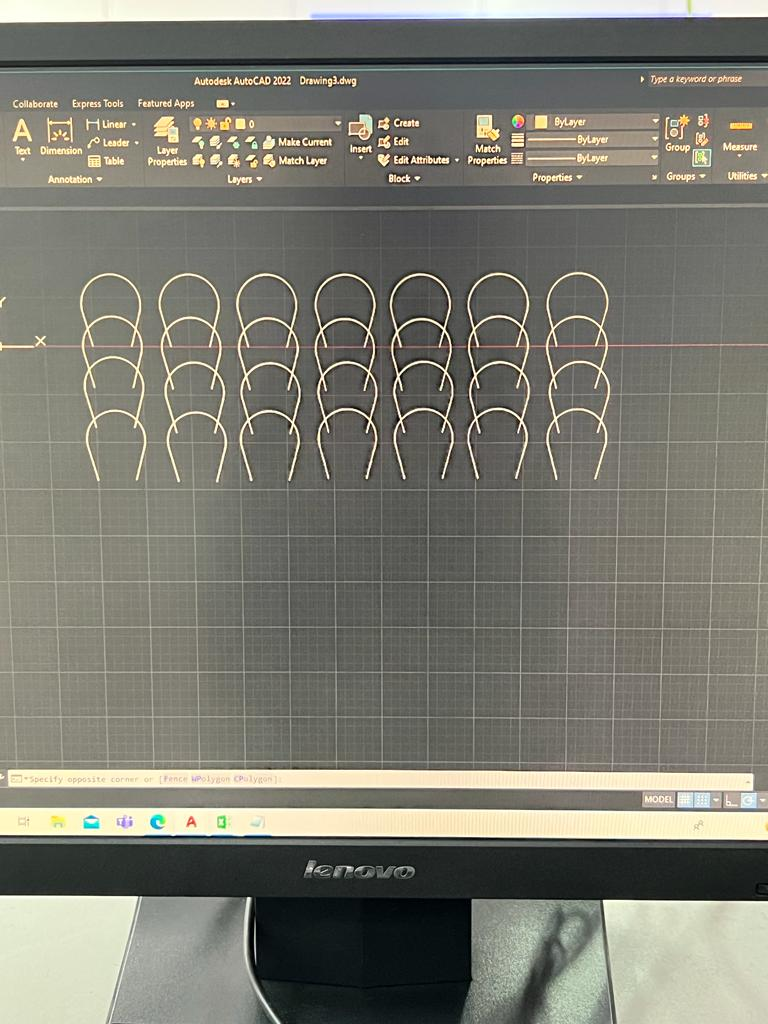 Autodesk AutoCAD 2022 Drawing3.dwg
Type a keyword or phrase
Collaborate Express Tools Featured Apps
Linear
0
Create
ByLayer
A
Leader
Make Current
Edit
ByLayer
Text Dimension
Table
Layer Properties
Match Layer
Insert
Edit Attributes
Match Properties
ByLayer
Group
Measure
Annotation
Layers
Block
Properties
Groups
Utilities
X
*Specify opposite corner or [Fence WPolygon CPolygon]:
MODEL
lenovo